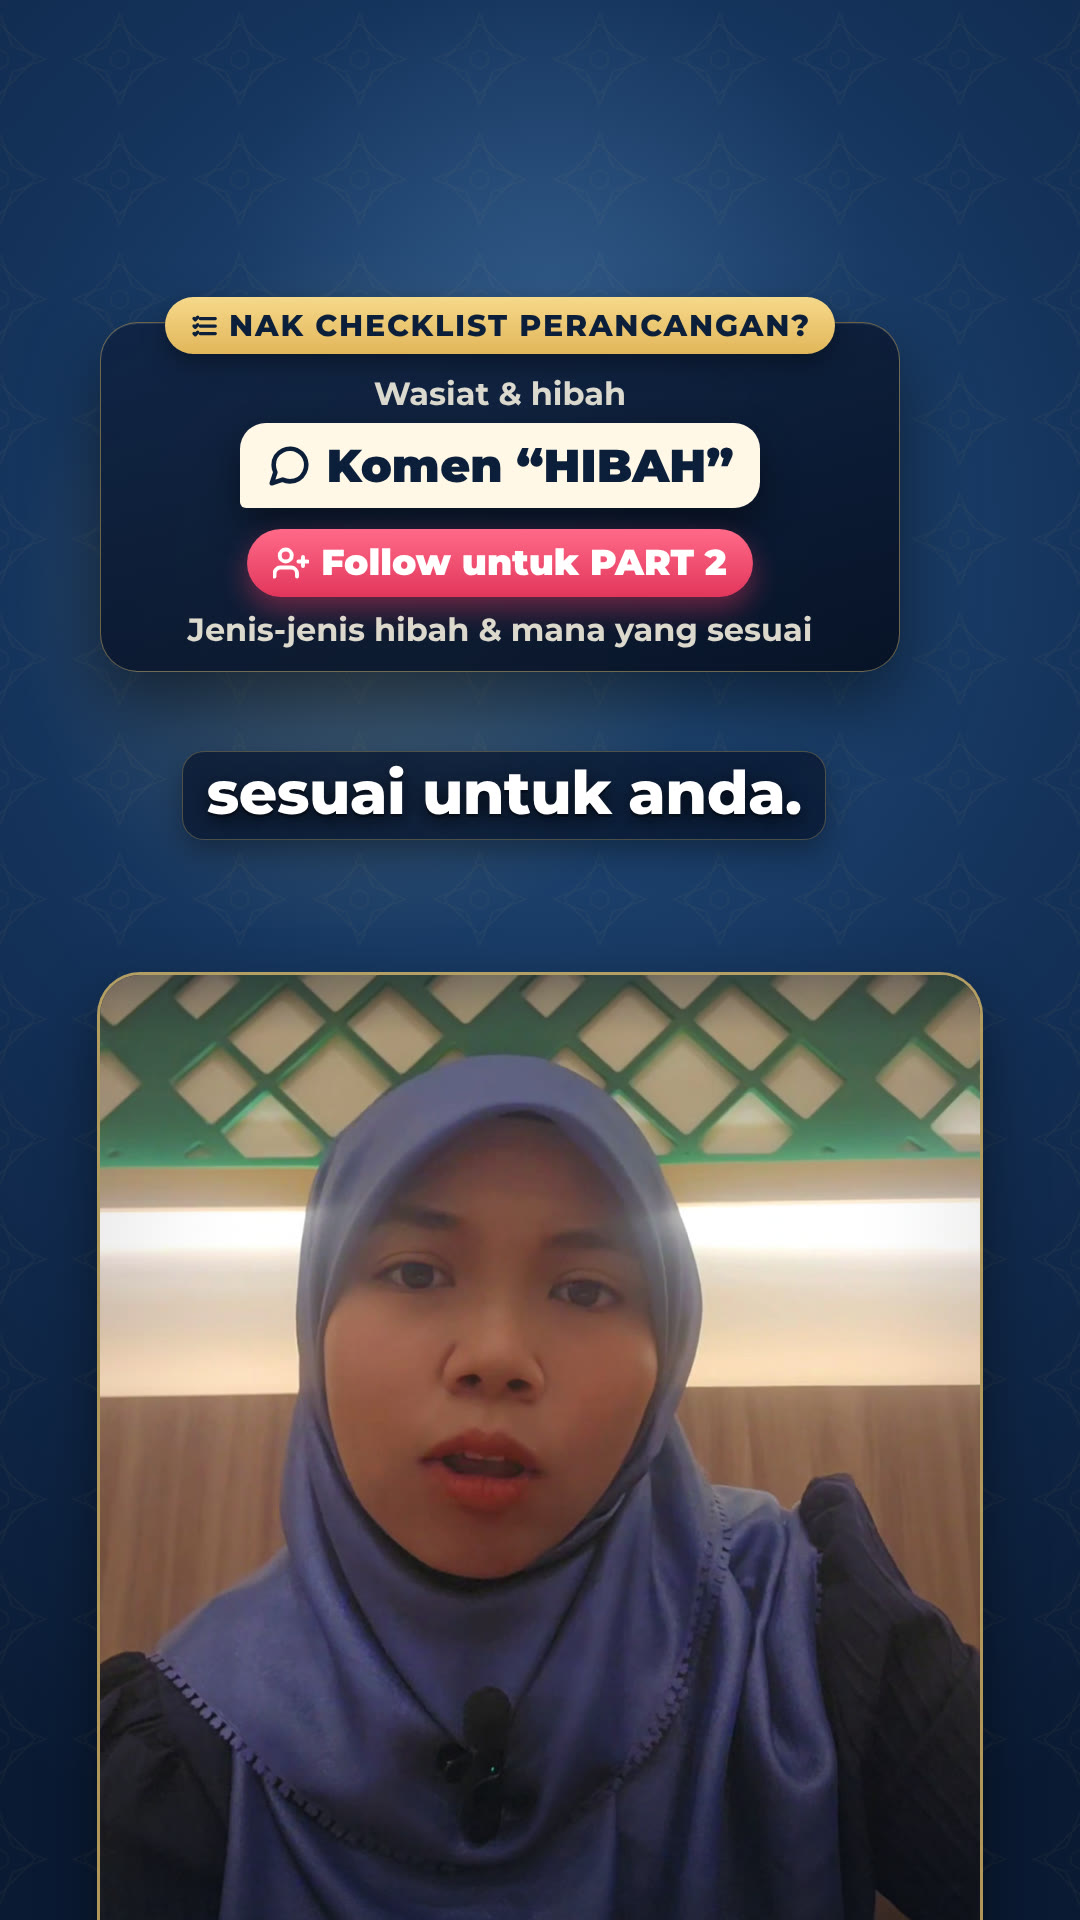 NAK CHECKLIST PERANCANGAN?
Wasiat & hibah
Komen “HIBAH”
Follow untuk PART 2
Jenis-jenis hibah & mana yang sesuai
sesuai untuk anda.